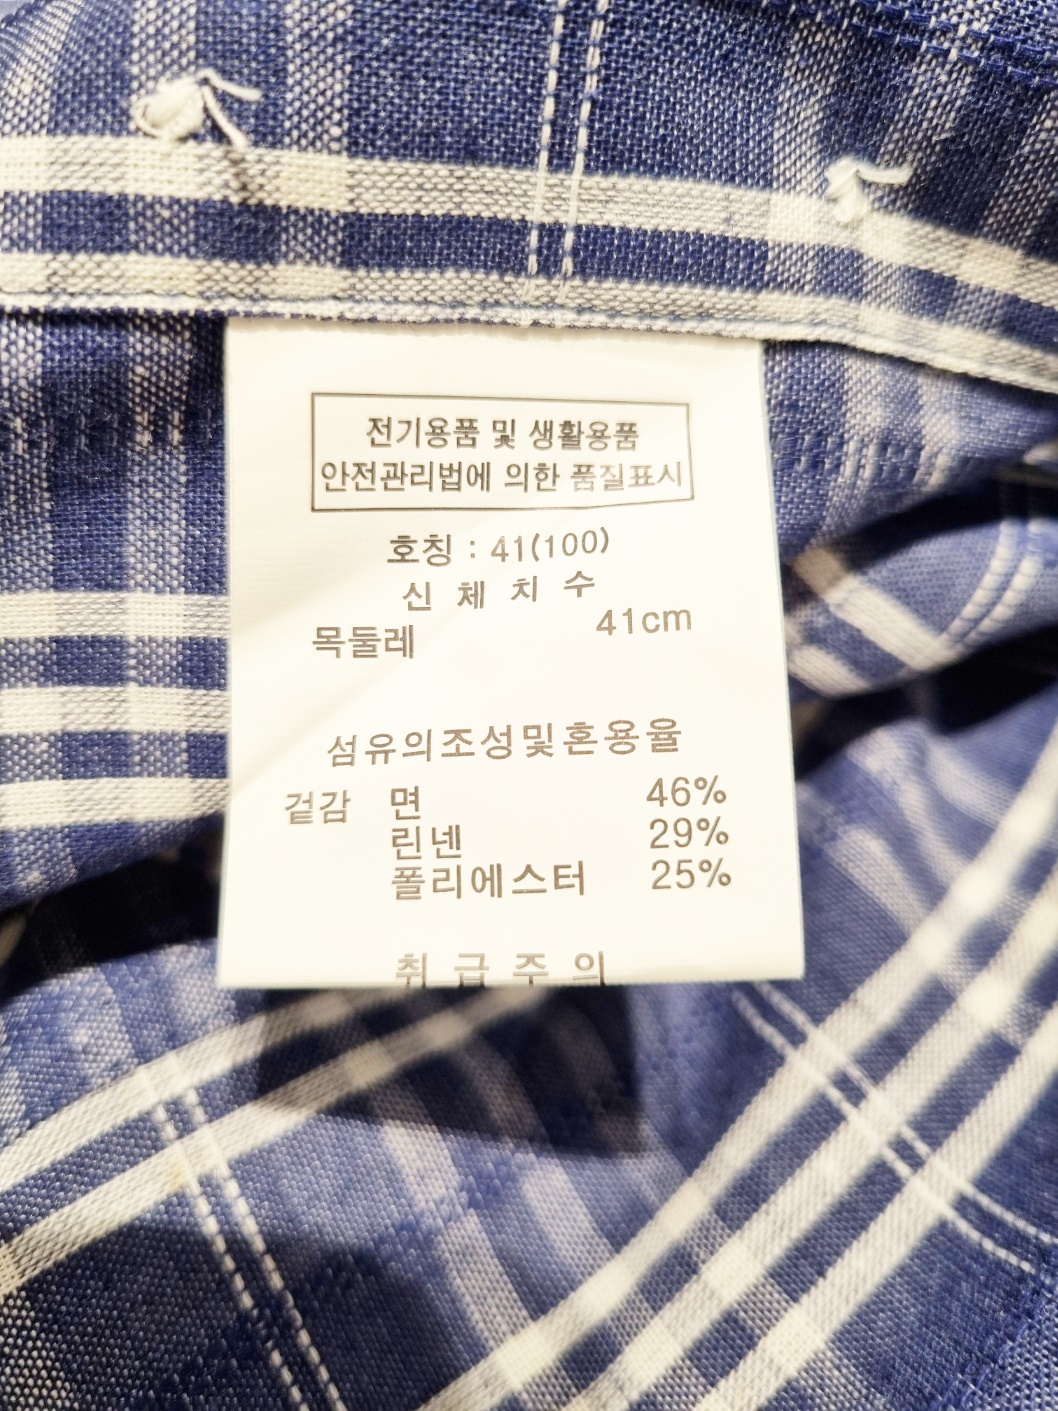 전기용품 및 생활용품
안전관리법에 의한 품질표시
호칭 : 41(100)
신 체 치 수
목둘레 41cm
섬유의조성및혼용율
겉감 면 46%
린넨 29%
폴리에스터 25%
취 급 주 의